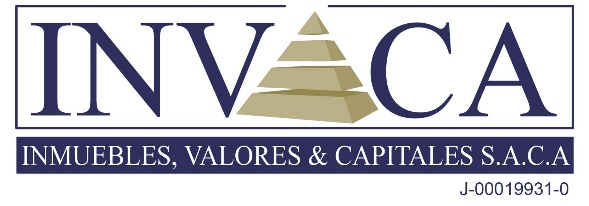 INVACA
INMUEBLES, VALORES & CAPITALES S.A.C.A
J-00019931-0